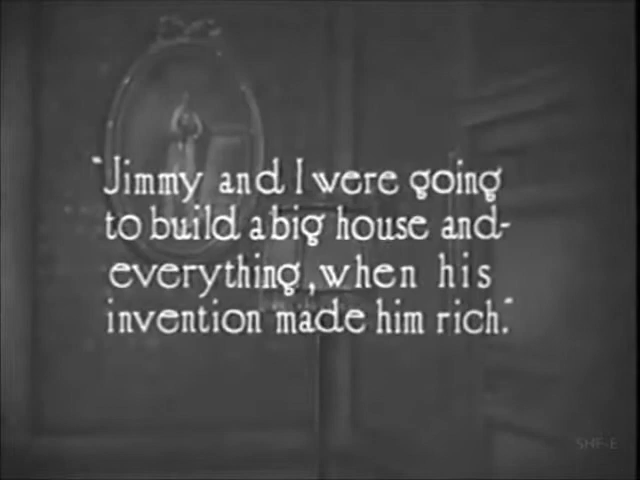 "Jimmy and I were going
to build a big house and-
everything, when his
invention made him rich."
SHF-E